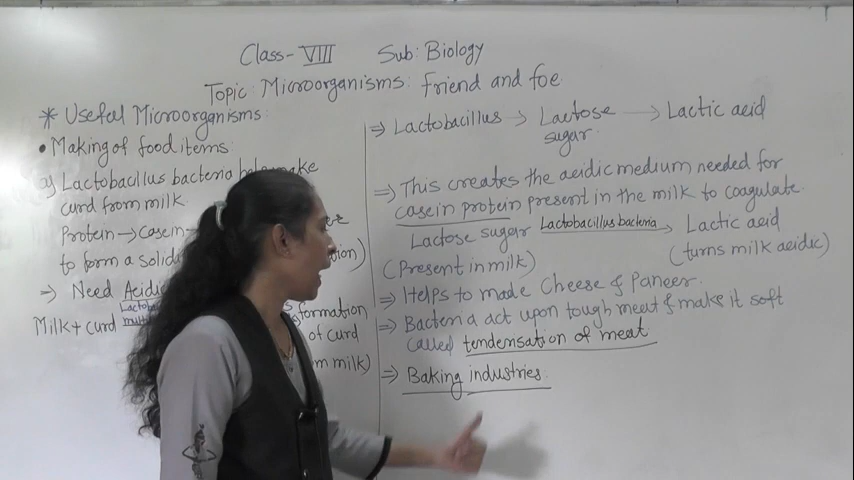 Class- VIII Sub: Biology
Topic: Microorganisms: Friend and foe
* Useful Microorganisms:
• Making of food items:
a) Lactobacillus bacteria make
curd from milk.
Protein → Casein
to form a solid
→ Need Acidic
Milk + curd formation
of curd
milk)
⇒ Lactobacillus → Lactose → Lactic acid
sugar.
⇒ This creates the acidic medium needed for
casein protein present in the milk to coagulate.
Lactose sugar Lactobacillus bacteria → Lactic acid
(Present in milk) (turns milk acidic)
⇒ Helps to made Cheese & Paneer.
⇒ Bacteria act upon tough meat & make it soft
called tendensation of meat
⇒ Baking industries.